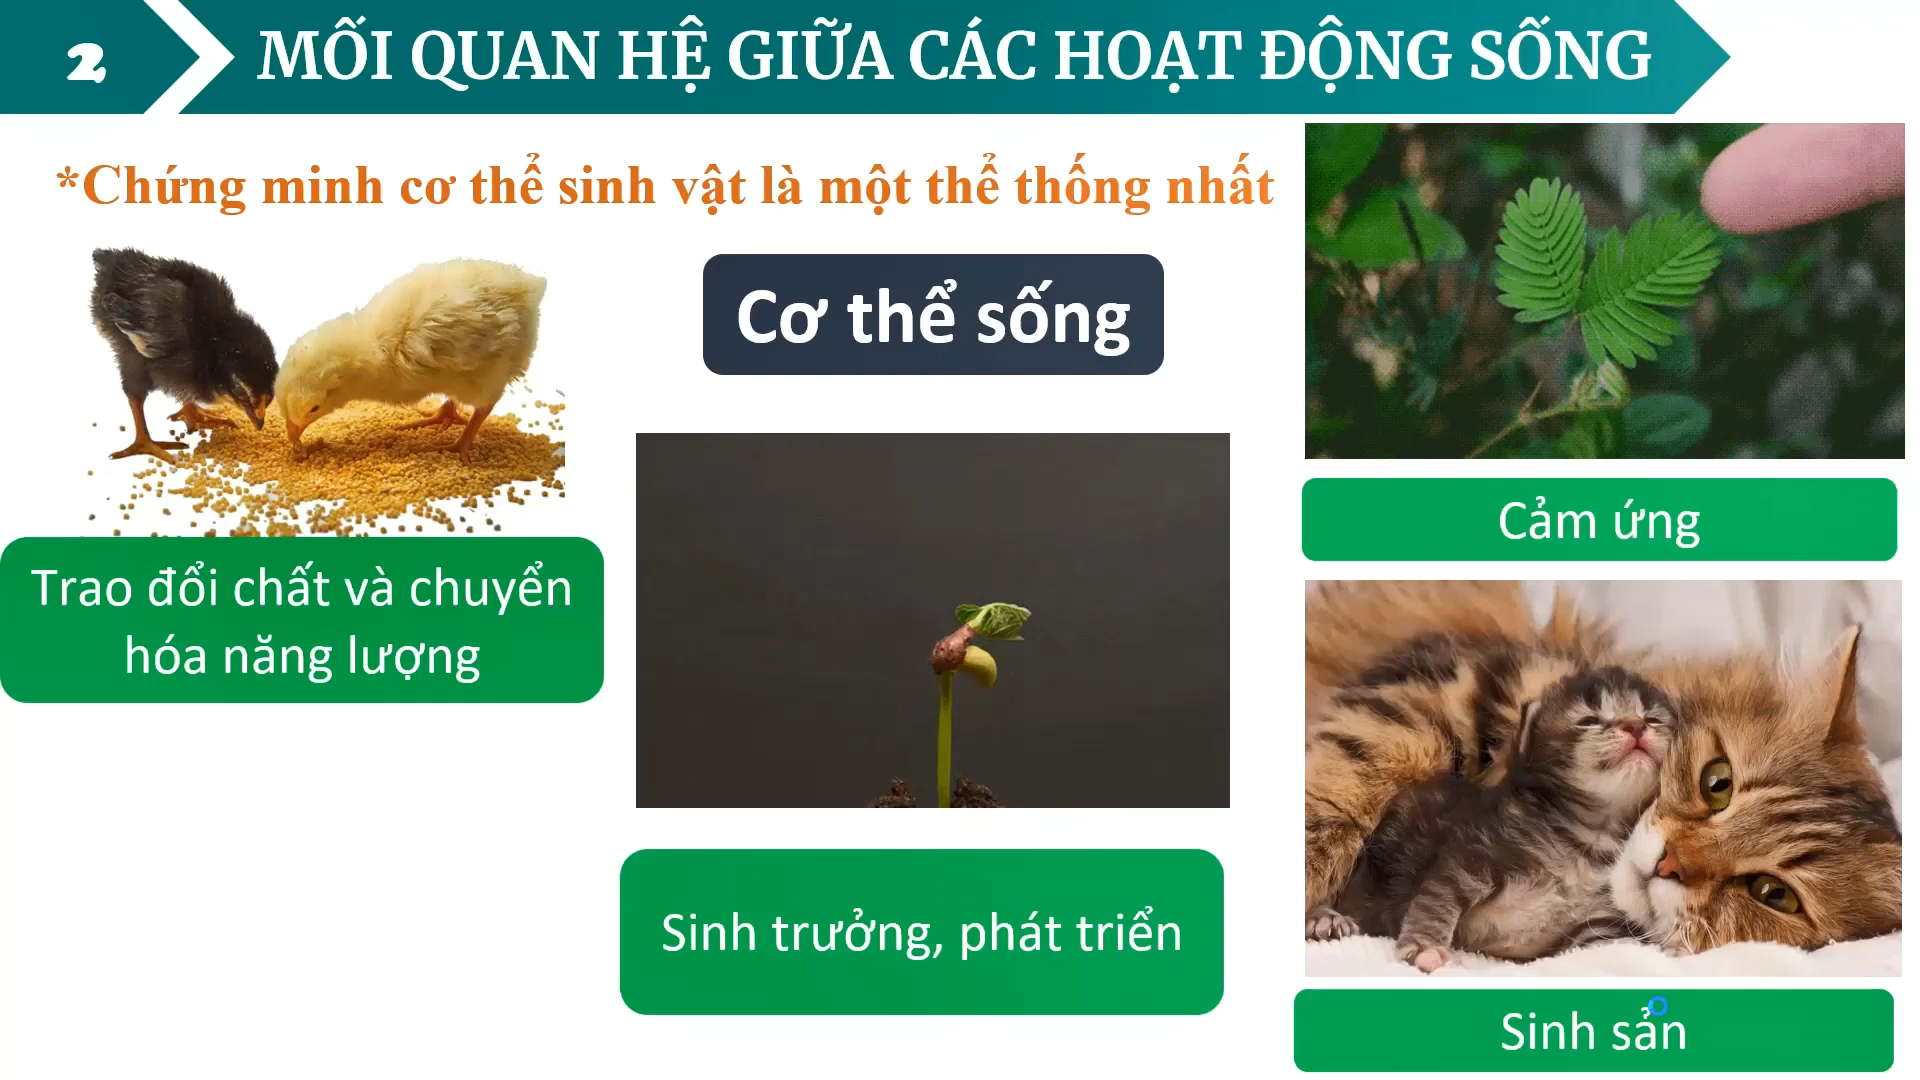 2
MỐI QUAN HỆ GIỮA CÁC HOẠT ĐỘNG SỐNG
*Chứng minh cơ thể sinh vật là một thể thống nhất
Cơ thể sống
Trao đổi chất và chuyển
hóa năng lượng
Sinh trưởng, phát triển
Cảm ứng
Sinh sản